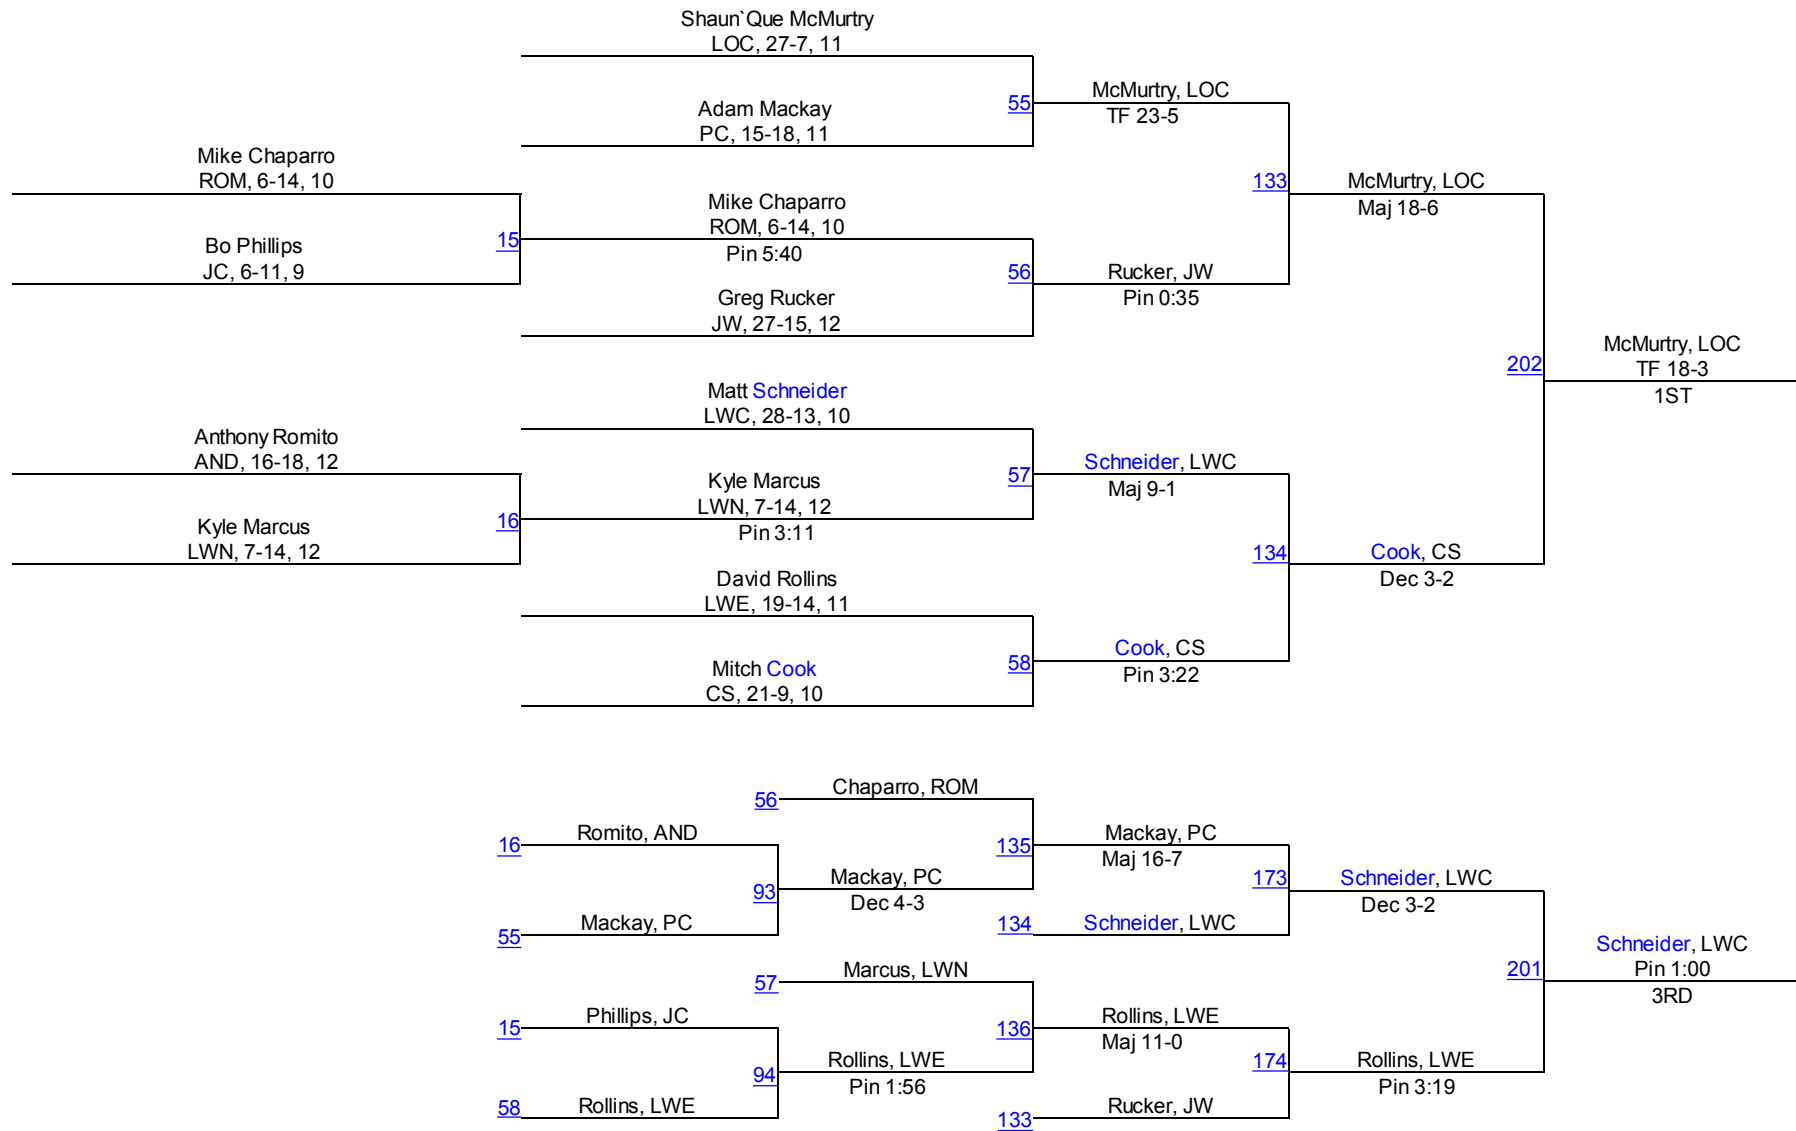 Shaun`Que McMurtry
LOC, 27-7, 11
Adam Mackay
PC, 15-18, 11
55
McMurtry, LOC
TF 23-5
Mike Chaparro
ROM, 6-14, 10
Bo Phillips
JC, 6-11, 9
15
Mike Chaparro
ROM, 6-14, 10
Pin 5:40
Greg Rucker
JW, 27-15, 12
56
Rucker, JW
Pin 0:35
133
McMurtry, LOC
Maj 18-6
202
McMurtry, LOC
TF 18-3
1ST
Matt Schneider
LWC, 28-13, 10
Anthony Romito
AND, 16-18, 12
Kyle Marcus
LWN, 7-14, 12
16
Kyle Marcus
LWN, 7-14, 12
Pin 3:11
57
Schneider, LWC
Maj 9-1
134
Cook, CS
Dec 3-2
David Rollins
LWE, 19-14, 11
Mitch Cook
CS, 21-9, 10
58
Cook, CS
Pin 3:22
56
Chaparro, ROM
16
Romito, AND
93
Mackay, PC
Dec 4-3
55
Mackay, PC
135
Mackay, PC
Maj 16-7
173
Schneider, LWC
Dec 3-2
134
Schneider, LWC
57
Marcus, LWN
15
Phillips, JC
94
Rollins, LWE
Pin 1:56
58
Rollins, LWE
136
Rollins, LWE
Maj 11-0
174
Rollins, LWE
Pin 3:19
133
Rucker, JW
201
Schneider, LWC
Pin 1:00
3RD